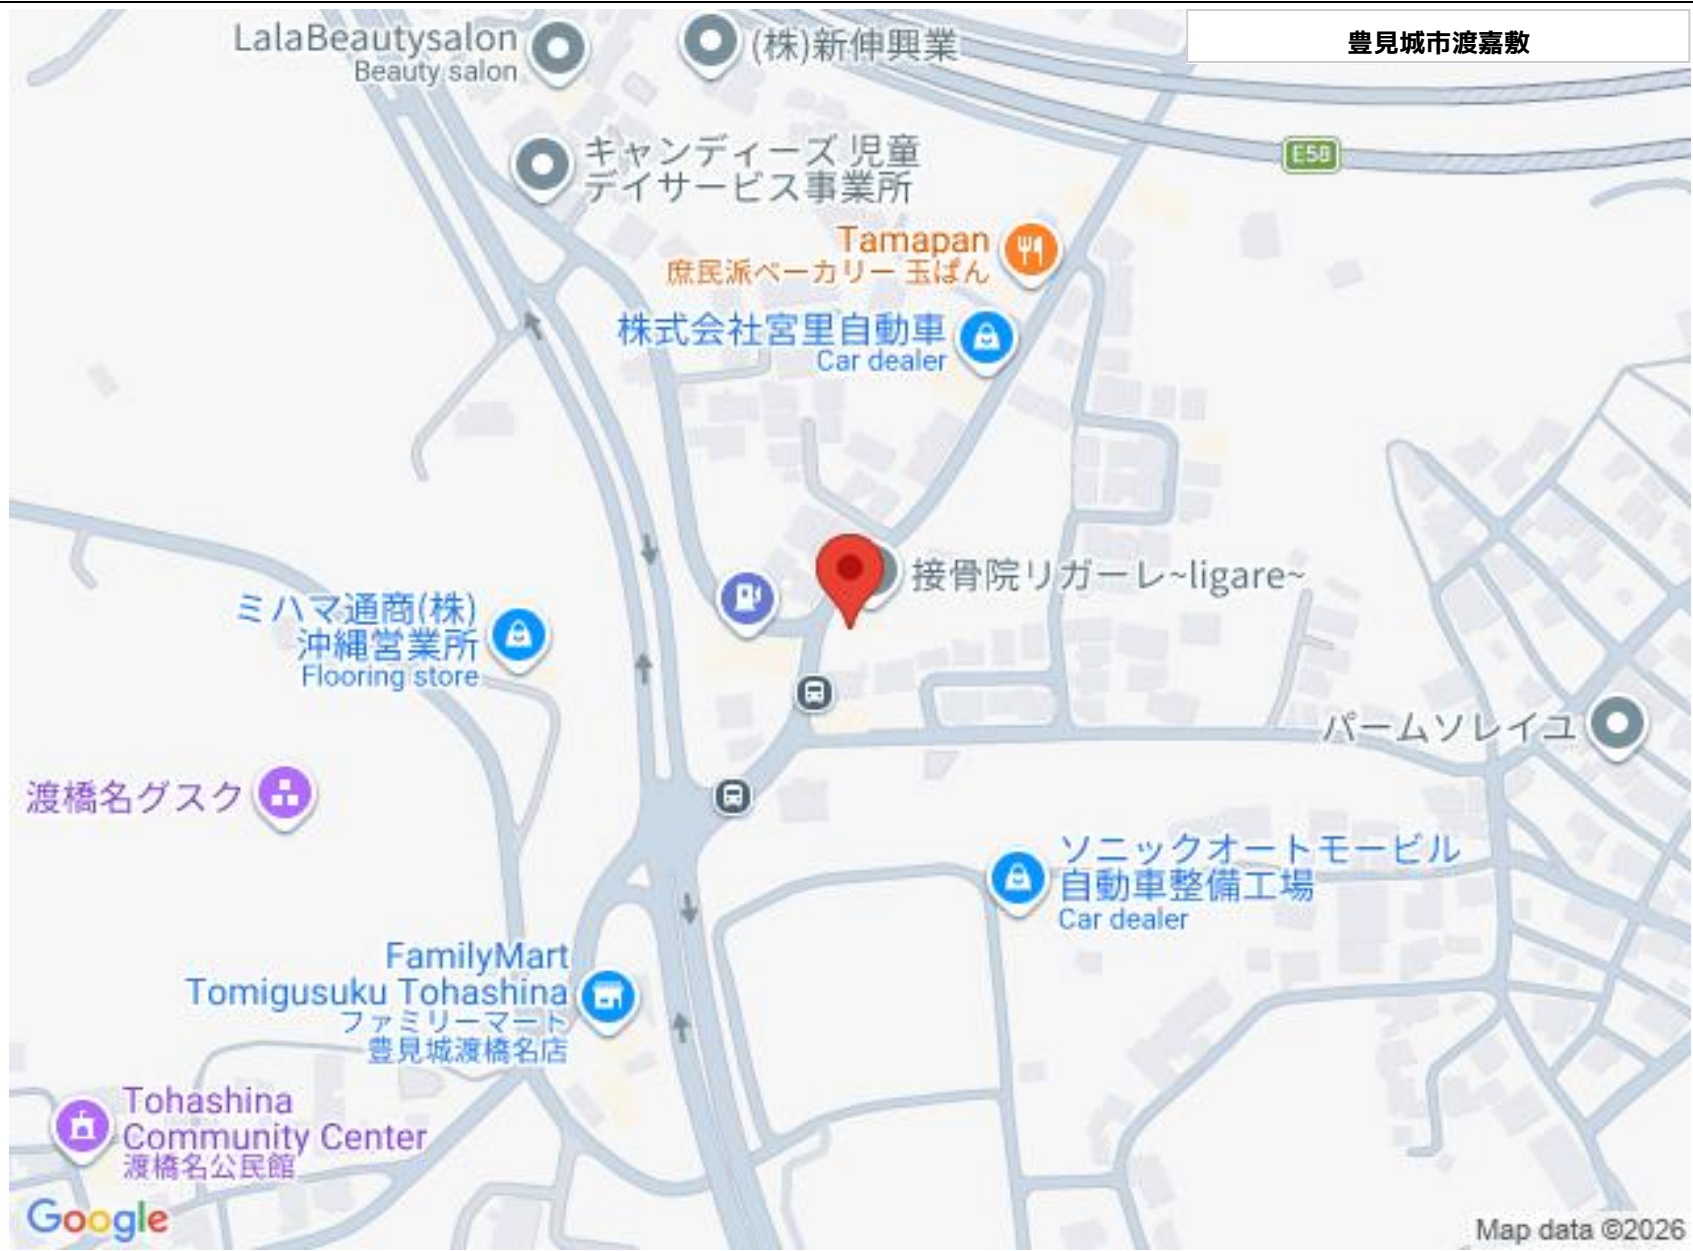 LalaBeautysalon
Beauty salon
(株)新伸興業
豊見城市渡嘉敷
キャンディーズ 児童
デイサービス事業所
E58
Tamapan
庶民派ベーカリー 玉ぱん
株式会社宮里自動車
Car dealer
接骨院リガーレ~ligare~
ミハマ通商(株)
沖縄営業所
Flooring store
パームソレイユ
渡橋名グスク
ソニックオートモービル
自動車整備工場
Car dealer
FamilyMart
Tomigusuku Tohashina
ファミリーマート
豊見城渡橋名店
Tohashina
Community Center
渡橋名公民館
Google
Map data ©2026